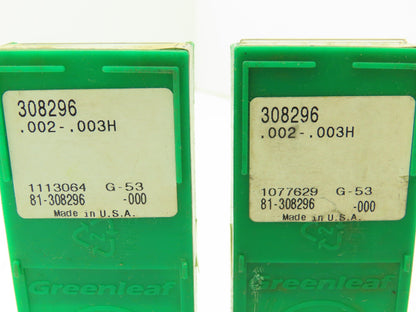 308296
.002-.003H
1113064 G-53
81-308296 -000
Made in U.S.A.
Greenleaf
308296
.002-.003H
1077629 G-53
81-308296 -000
Made in U.S.A.
Greenleaf